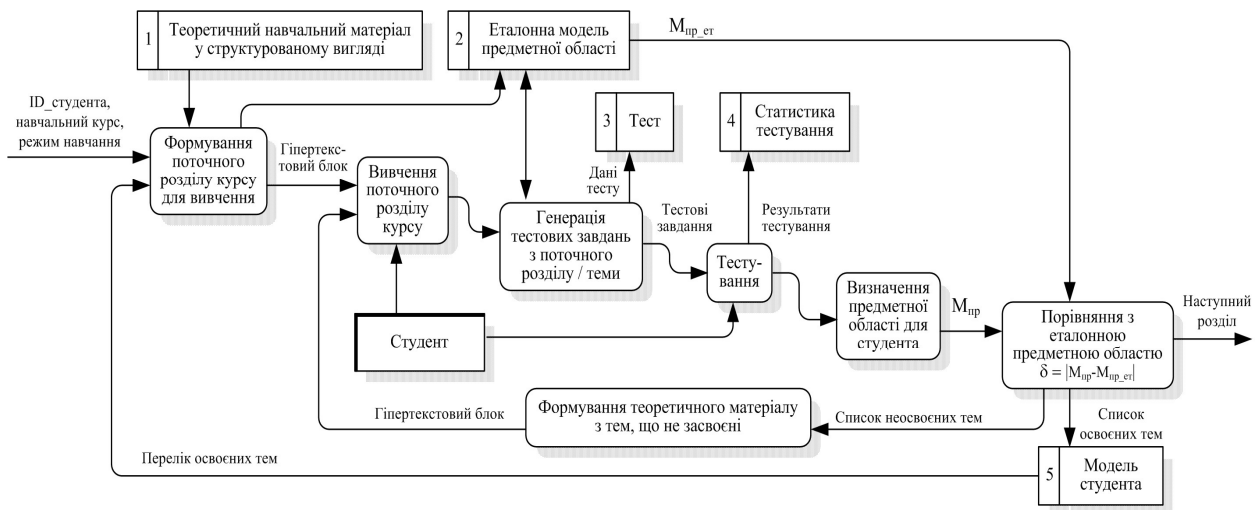 1
Теоретичний навчальний матеріал
у структурованому вигляді
2
Еталонна модель
предметної області
Mпр_ет
ID_студента,
навчальний курс,
режим навчання
3
Тест
4
Статистика
тестування
Формування
поточного
розділу курсу
для вивчення
Гіпертекс-
товий блок
Вивчення
поточного
розділу
курсу
Дані
тесту
Генерація
тестових завдань
з поточного
розділу / теми
Тестові
завдання
Результати
тестування
Тесту-
вання
Визначення
предметної
області для
студента
Mпр
Порівняння з
еталонною
предметною областю
δ = |Mпр-Mпр_ет|
Наступний
розділ
Студент
Гіпертекстовий блок
Формування теоретичного матеріалу
з тем, що не засвоєні
Список неосвоєних тем
Список
освоєних тем
Перелік освоєних тем
5
Модель
студента